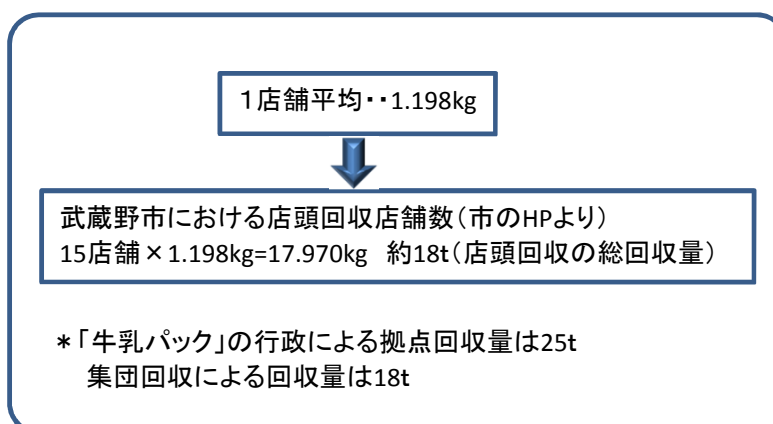 １店舗平均・・1.198kg
武蔵野市における店頭回収店舗数（市のHPより）
15店舗×1.198kg=17.970kg　約18t（店頭回収の総回収量）
＊「牛乳パック」の行政による拠点回収量は25t
集団回収による回収量は18t